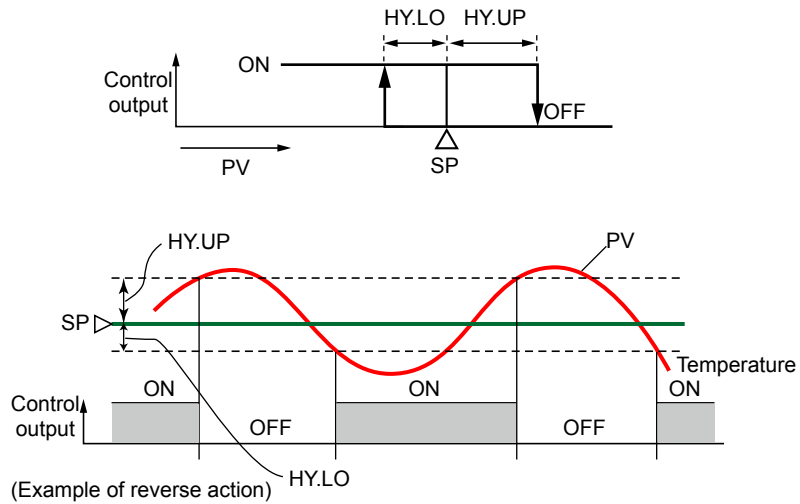 HY.LO HY.UP
ON
Control
output
OFF
PV
SP
HY.UP
PV
SP
Temperature
ON
ON
ON
Control
output
OFF
OFF
HY.LO
(Example of reverse action)